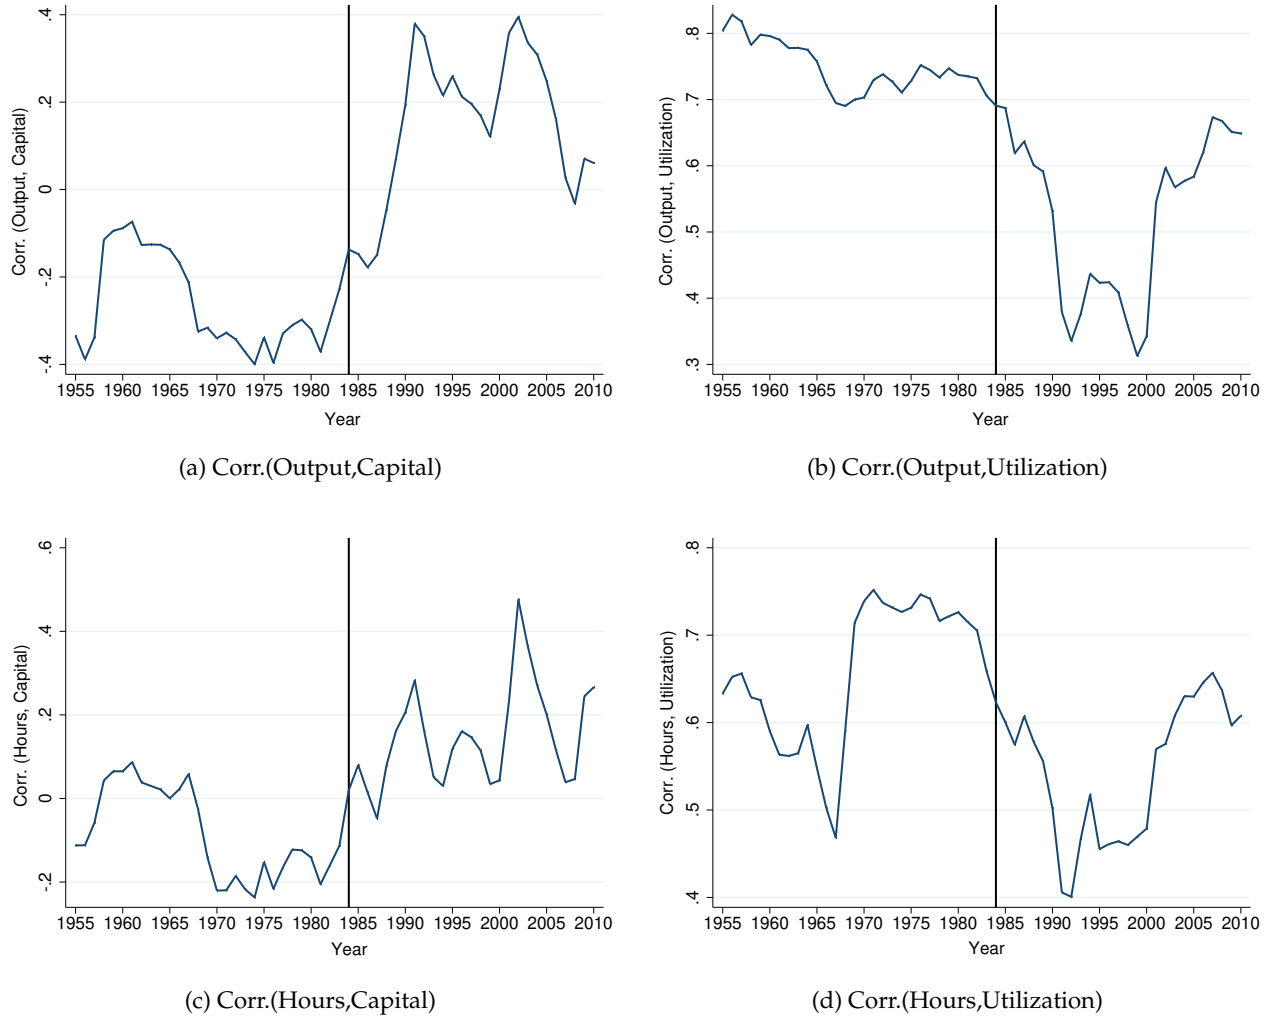 .4
.2
0
-.2
-.4
Corr. (Output, Capital)
1955 1960 1965 1970 1975 1980 1985 1990 1995 2000 2005 2010
Year
(a) Corr.(Output,Capital)
.8
.7
.6
.5
.4
.3
Corr. (Output, Utilization)
1955 1960 1965 1970 1975 1980 1985 1990 1995 2000 2005 2010
Year
(b) Corr.(Output,Utilization)
.6
.4
.2
0
-.2
Corr. (Hours, Capital)
1955 1960 1965 1970 1975 1980 1985 1990 1995 2000 2005 2010
Year
(c) Corr.(Hours,Capital)
.8
.7
.6
.5
.4
Corr. (Hours, Utilization)
1955 1960 1965 1970 1975 1980 1985 1990 1995 2000 2005 2010
Year
(d) Corr.(Hours,Utilization)